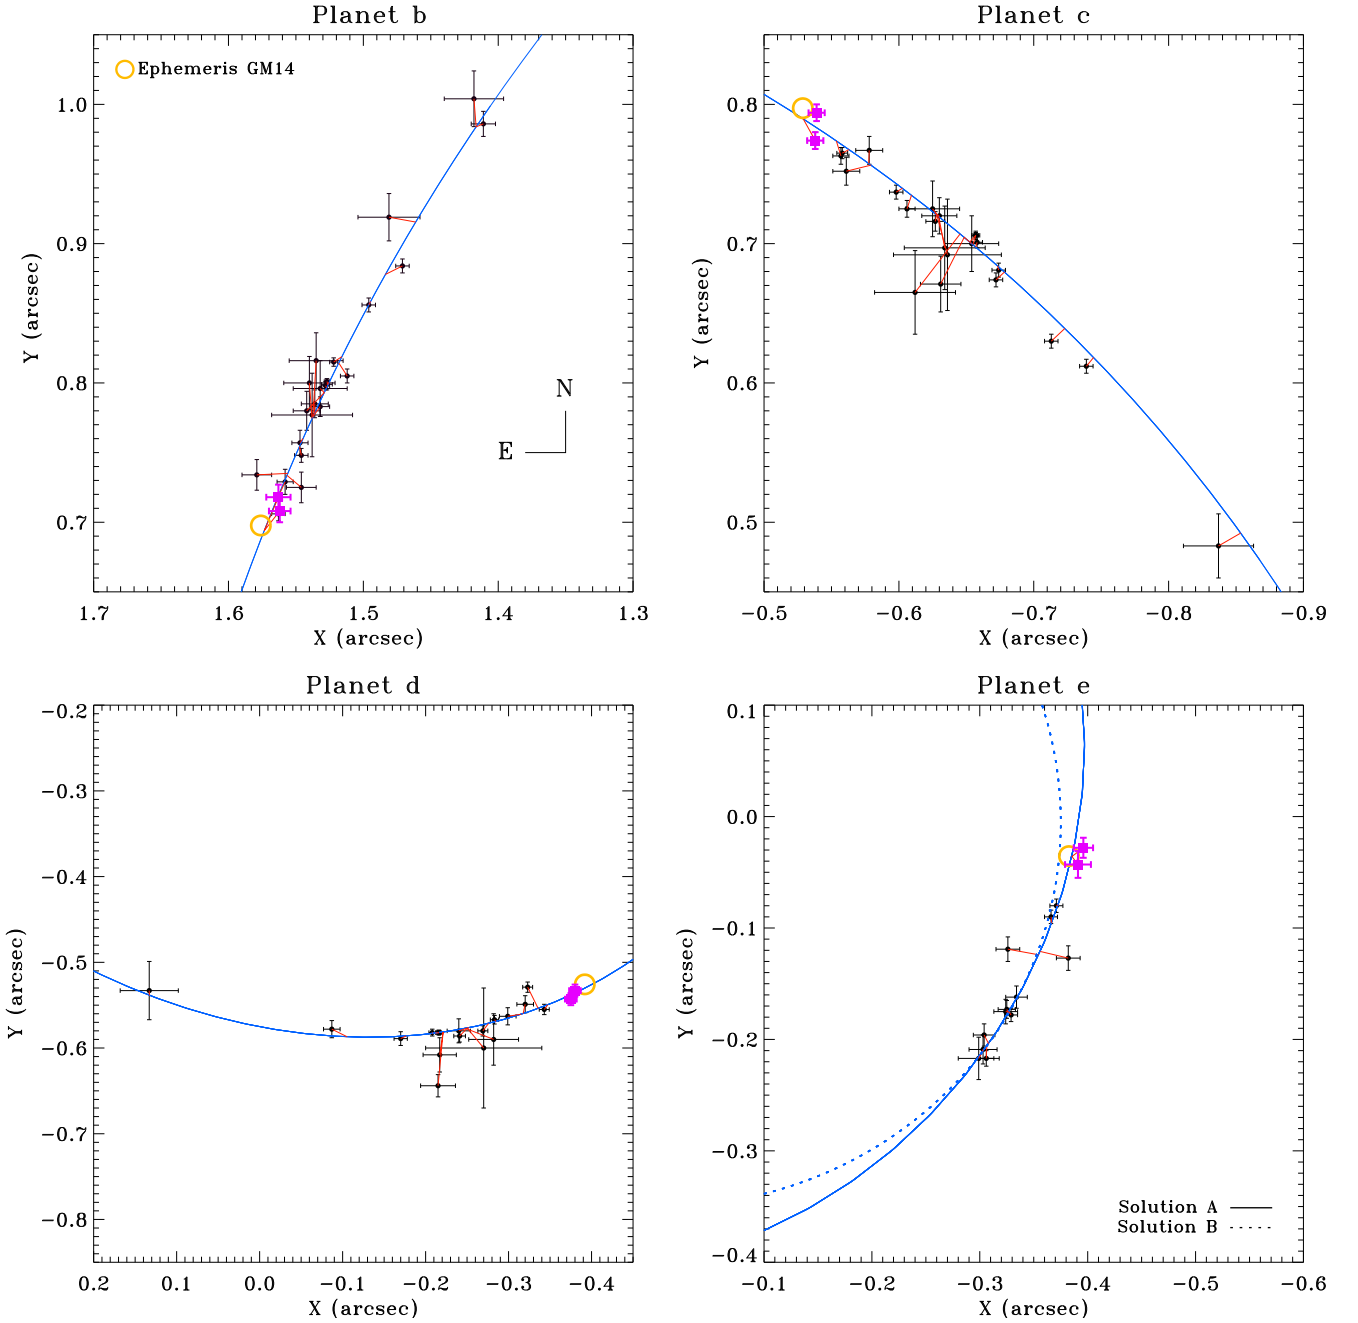 Planet b
Ephemeris GM14
1.0
0.9
0.8
0.7
Y (arcsec)
N
E
1.7 1.6 1.5 1.4 1.3
X (arcsec)
Planet c
0.8
0.7
0.6
0.5
Y (arcsec)
−0.5 −0.6 −0.7 −0.8 −0.9
X (arcsec)
Planet d
−0.2
−0.3
−0.4
−0.5
−0.6
−0.7
−0.8
Y (arcsec)
0.2 0.1 0.0 −0.1 −0.2 −0.3 −0.4
X (arcsec)
Planet e
0.1
0.0
−0.1
−0.2
−0.3
−0.4
Y (arcsec)
Solution A
Solution B
−0.1 −0.2 −0.3 −0.4 −0.5 −0.6
X (arcsec)